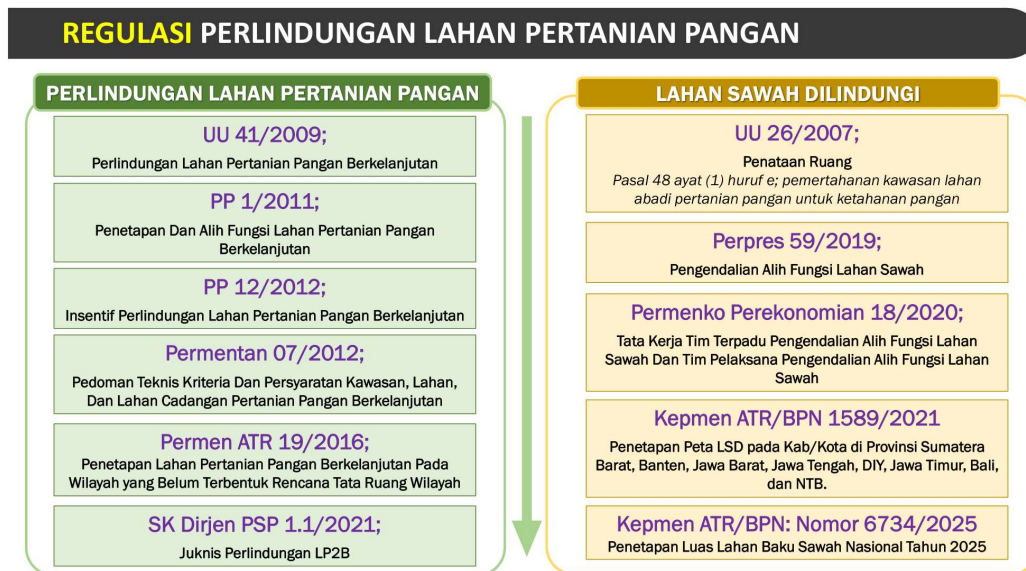 REGULASI PERLINDUNGAN LAHAN PERTANIAN PANGAN
PERLINDUNGAN LAHAN PERTANIAN PANGAN
UU 41/2009;
Perlindungan Lahan Pertanian Pangan Berkelanjutan
PP 1/2011;
Penetapan Dan Alih Fungsi Lahan Pertanian Pangan
Berkelanjutan
PP 12/2012;
Insentif Perlindungan Lahan Pertanian Pangan Berkelanjutan
Permentan 07/2012;
Pedoman Teknis Kriteria Dan Persyaratan Kawasan, Lahan,
Dan Lahan Cadangan Pertanian Pangan Berkelanjutan
Permen ATR 19/2016;
Penetapan Lahan Pertanian Pangan Berkelanjutan Pada
Wilayah yang Belum Terbentuk Rencana Tata Ruang Wilayah
SK Dirjen PSP 1.1/2021;
Juknis Perlindungan LP2B
LAHAN SAWAH DILINDUNGI
UU 26/2007;
Penataan Ruang
Pasal 48 ayat (1) huruf e; pemertahanan kawasan lahan
abadi pertanian pangan untuk ketahanan pangan
Perpres 59/2019;
Pengendalian Alih Fungsi Lahan Sawah
Permenko Perekonomian 18/2020;
Tata Kerja Tim Terpadu Pengendalian Alih Fungsi Lahan
Sawah Dan Tim Pelaksana Pengendalian Alih Fungsi Lahan
Sawah
Kepmen ATR/BPN 1589/2021
Penetapan Peta LSD pada Kab/Kota di Provinsi Sumatera
Barat, Banten, Jawa Barat, Jawa Tengah, DIY, Jawa Timur, Bali,
dan NTB.
Kepmen ATR/BPN: Nomor 6734/2025
Penetapan Luas Lahan Baku Sawah Nasional Tahun 2025